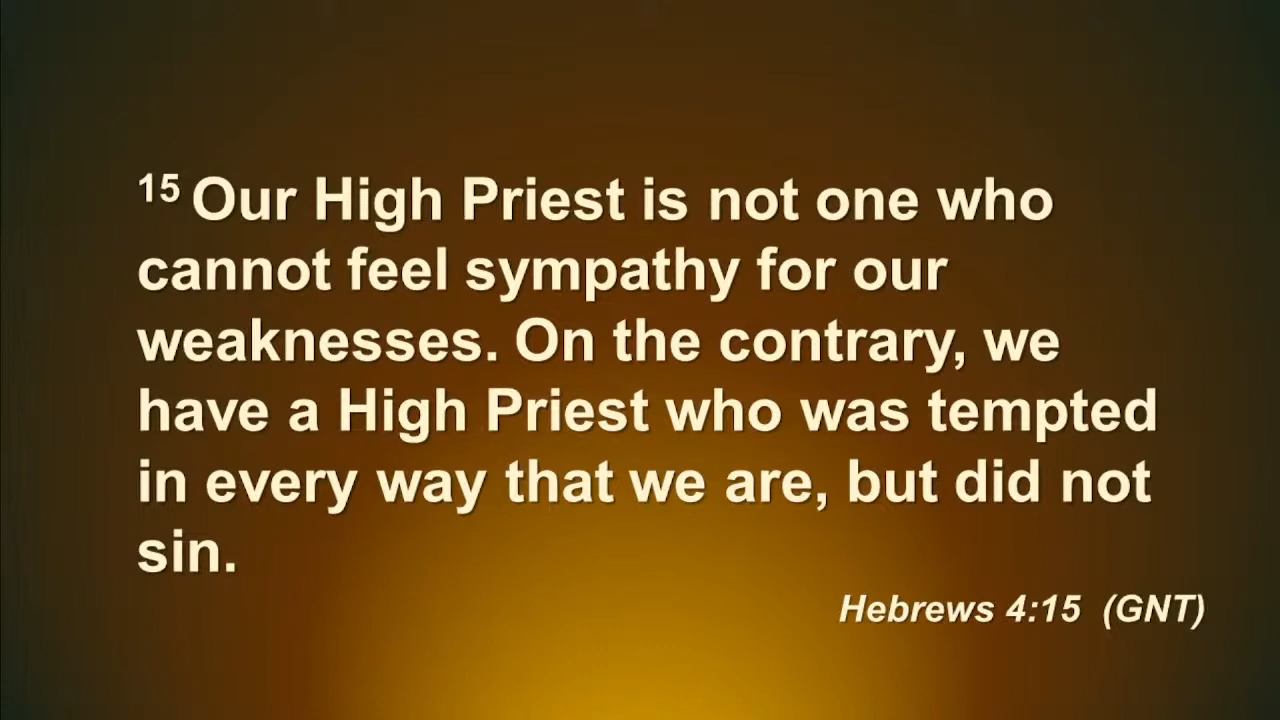 15 Our High Priest is not one who
cannot feel sympathy for our
weaknesses. On the contrary, we
have a High Priest who was tempted
in every way that we are, but did not
sin.
Hebrews 4:15 (GNT)